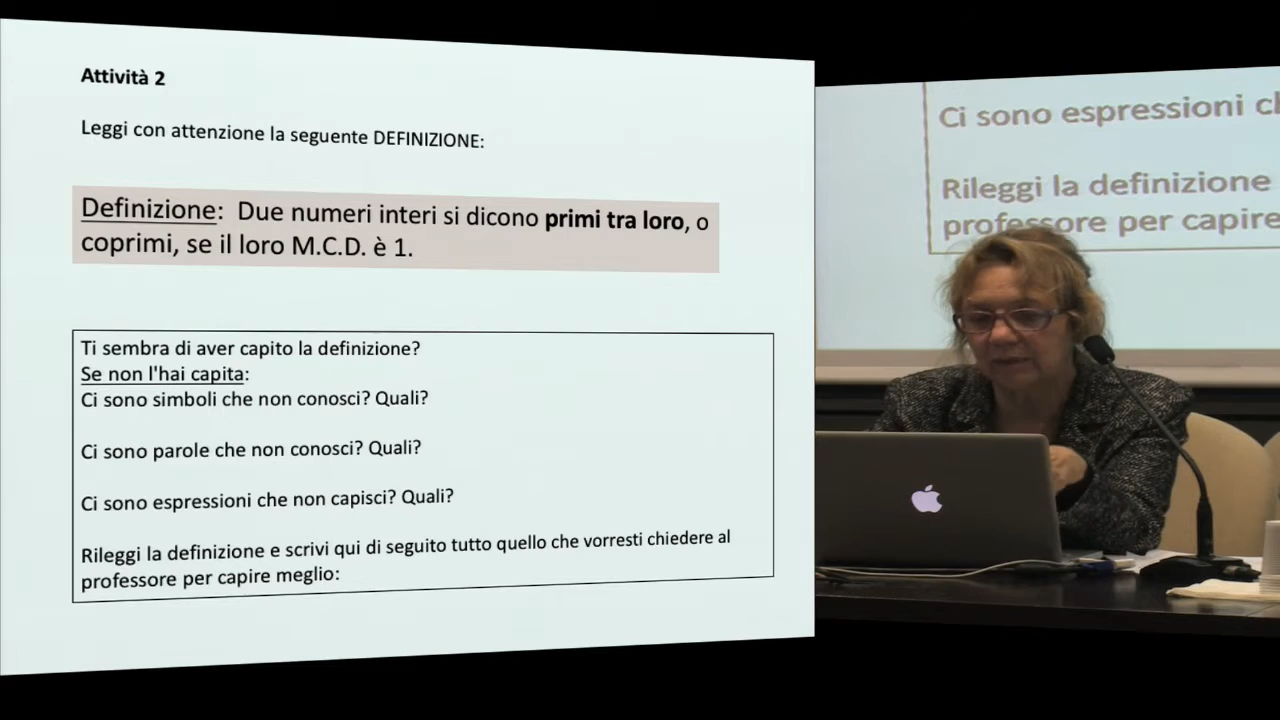 Attività 2
Leggi con attenzione la seguente DEFINIZIONE:
Definizione: Due numeri interi si dicono primi tra loro, o
coprimi, se il loro M.C.D. è 1.
Ti sembra di aver capito la definizione?
Se non l'hai capita:
Ci sono simboli che non conosci? Quali?
Ci sono parole che non conosci? Quali?
Ci sono espressioni che non capisci? Quali?
Rileggi la definizione e scrivi qui di seguito tutto quello che vorresti chiedere al
professore per capire meglio:
Ci sono espressioni
Rileggi la definizione
professore per capire